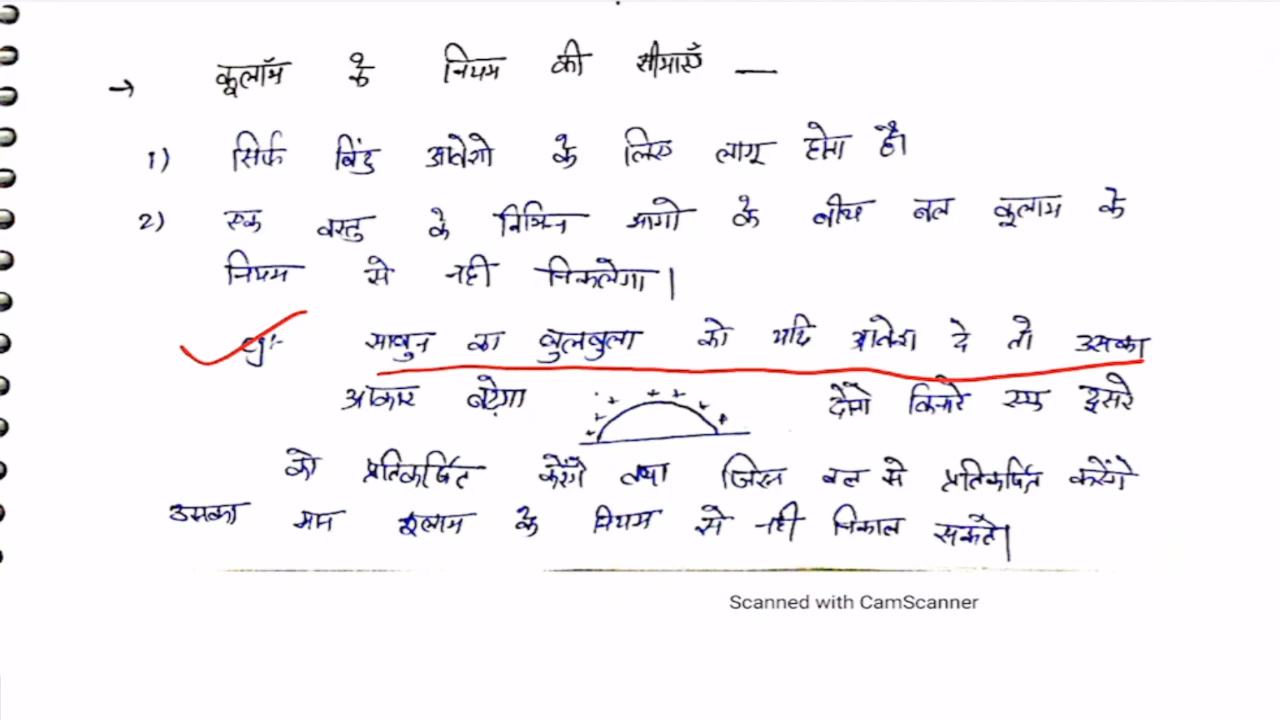 → कूलॉम के नियम की सीमाएँ —
1) सिर्फ बिंदु आवेशो के लिए लागू होता है।
2) एक वस्तु के विभिन्न भागो के बीच बल कूलाम के
नियम से नही निकलेगा।
eg:- साबुन का बुलबुला को यदि आवेश दे तो उसका
आकार बढ़ेगा दोनो किनारे एक दूसरे
को प्रतिकर्षित करेंगे तथा जिस बल से प्रतिकर्षित करेंगे
उसका मान कूलाम के नियम से नही निकाल सकते।
Scanned with CamScanner